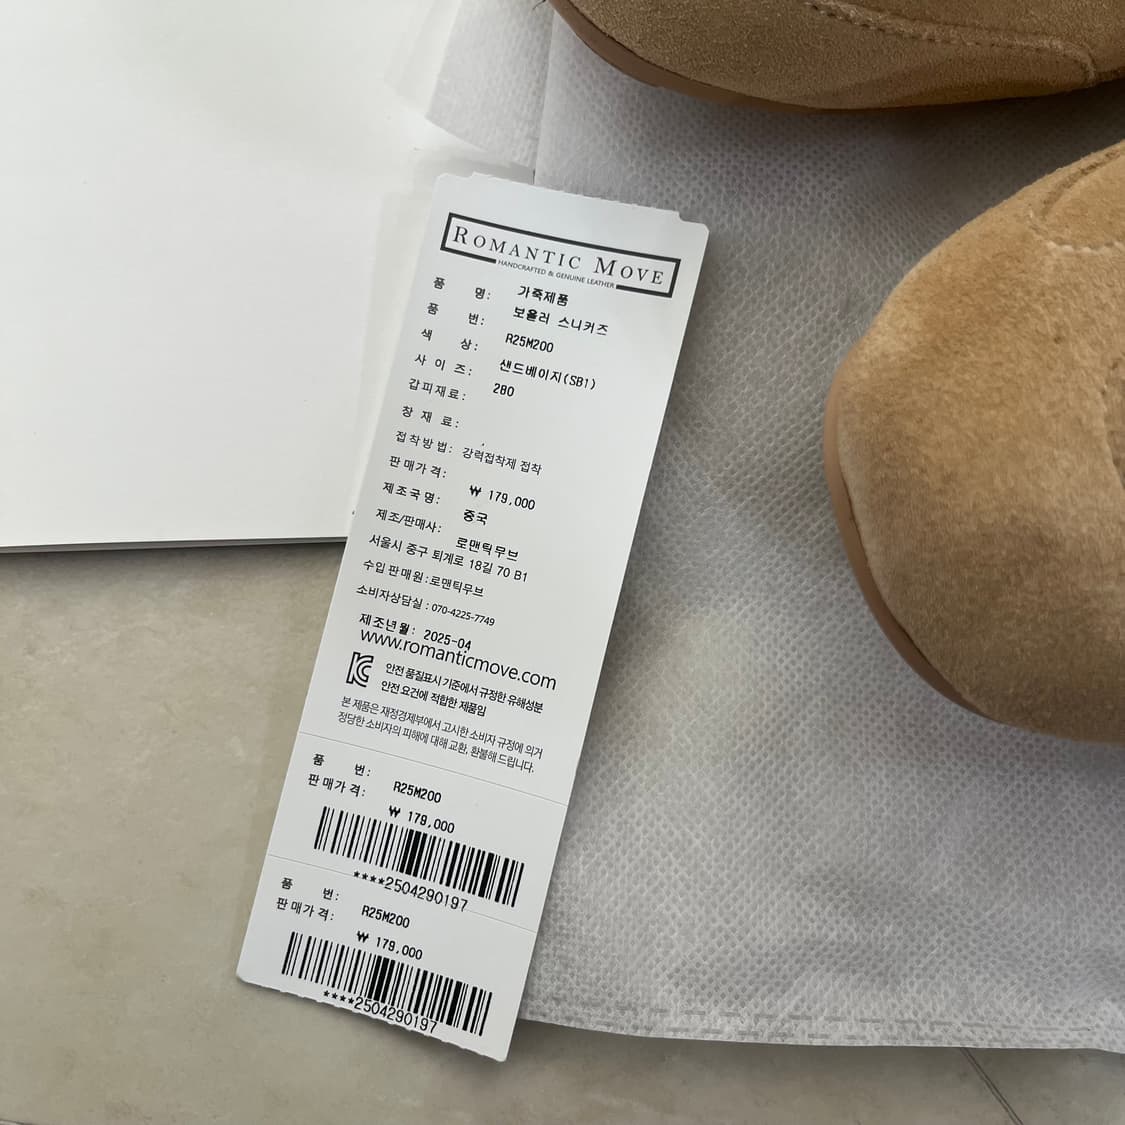 ROMANTIC MOVE
HANDCRAFTED & GENUINE LEATHER
품 명: 가죽제품
보율러 스니커즈
품 번: R25M200
색 상: 샌드베이지(SB1)
사 이 즈: 280
갑피재료:
창 재 료:
접착방법: 강력접착제 접착
판매가격: ₩ 179,000
제조국명: 중국
제조/판매사: 로맨틱무브
서울시 중구 퇴계로 18길 70 B1
수입 판매원:로맨틱무브
소비자상담실 : 070-4225-7749
제조년월: 2025-04
www.romanticmove.com
안전 품질표시 기준에서 규정한 유해성분
안전 요건에 적합한 제품임
본 제품은 재정경제부에서 고시한 소비자 규정에 의거
정당한 소비자의 피해에 대해 교환, 환불해 드립니다.
품 번: R25M200
판매가격: ₩ 179,000
****2504290197
품 번: R25M200
판매가격: ₩ 179,000
****2504290197